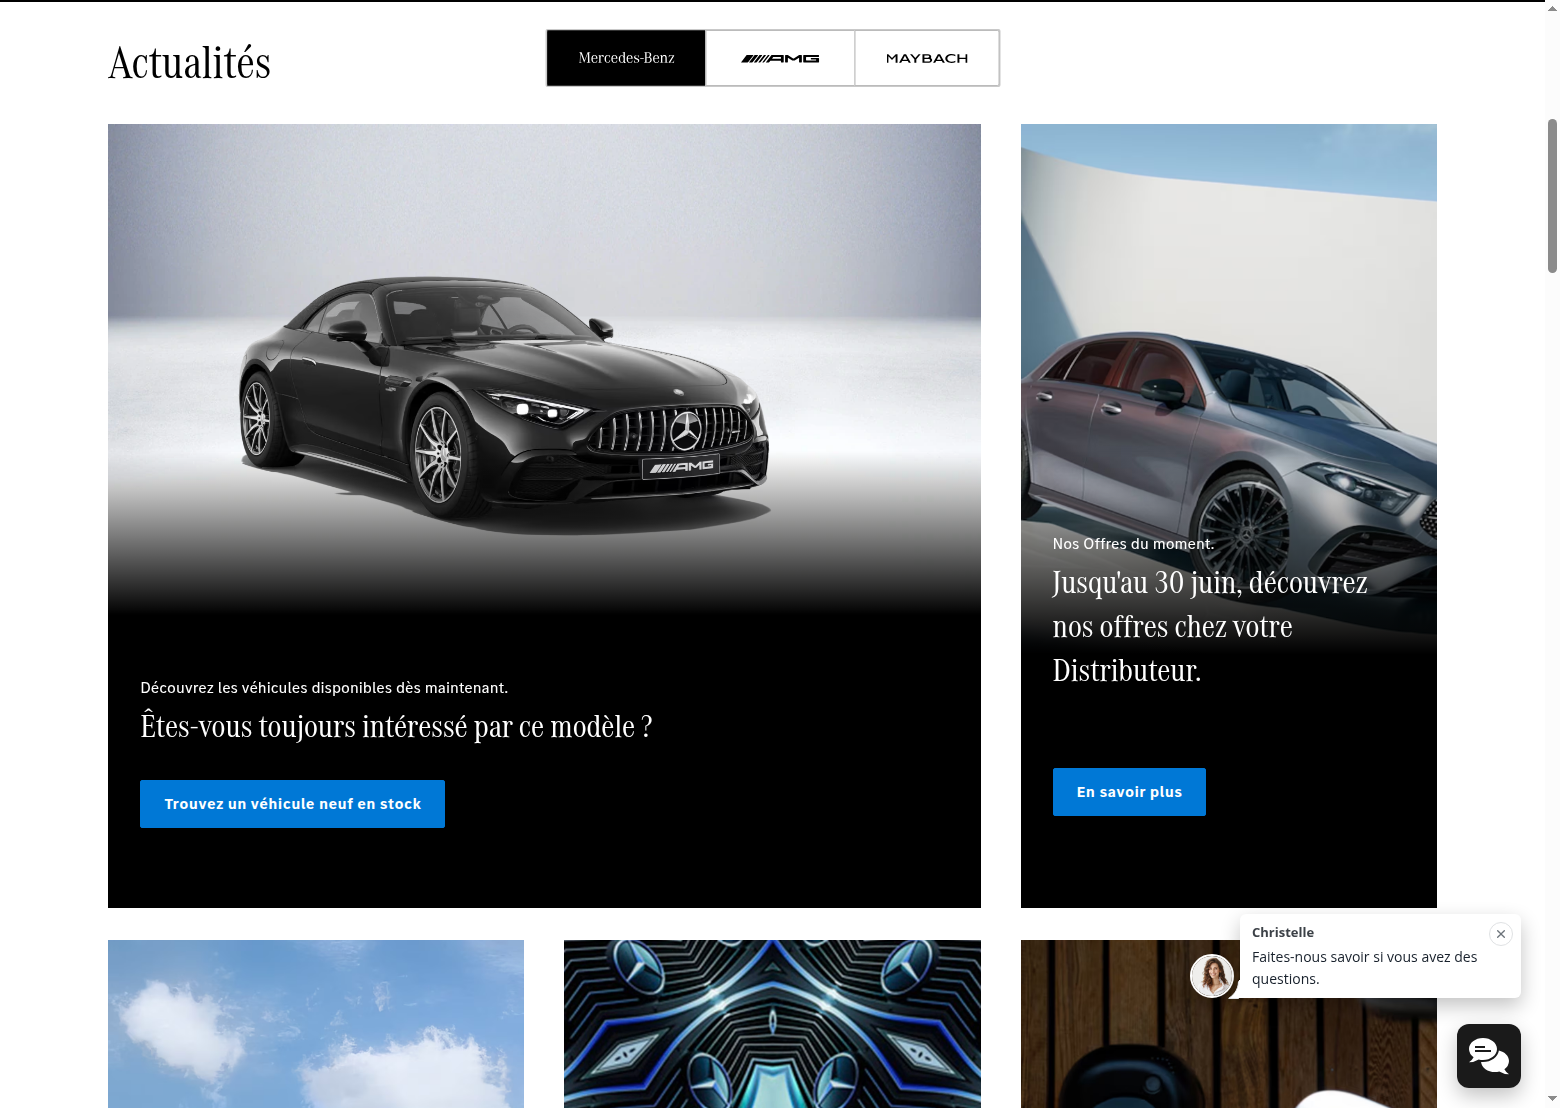 Actualités
Mercedes-Benz
AMG
MAYBACH
AMG
Découvrez les véhicules disponibles dès maintenant.
Êtes-vous toujours intéressé par ce modèle ?
Trouvez un véhicule neuf en stock
Nos Offres du moment.
Jusqu'au 30 juin, découvrez
nos offres chez votre
Distributeur.
En savoir plus
Christelle
Faites-nous savoir si vous avez des
questions.